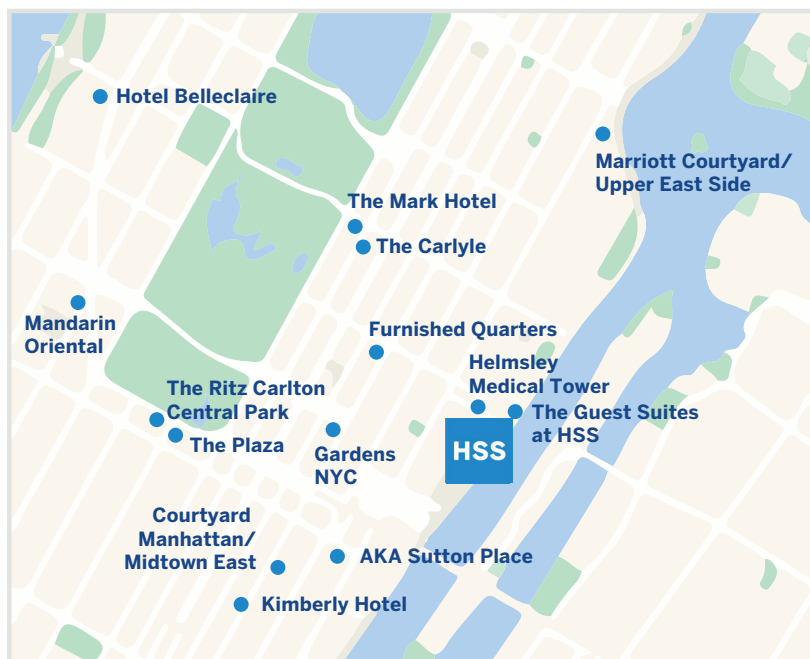 Hotel Belleclaire
Marriott Courtyard/
Upper East Side
The Mark Hotel
The Carlyle
Mandarin
Oriental
Furnished Quarters
Helmsley
Medical Tower
The Ritz Carlton
Central Park
The Guest Suites
at HSS
The Plaza
HSS
Gardens
NYC
Courtyard
Manhattan/
Midtown East
AKA Sutton Place
Kimberly Hotel